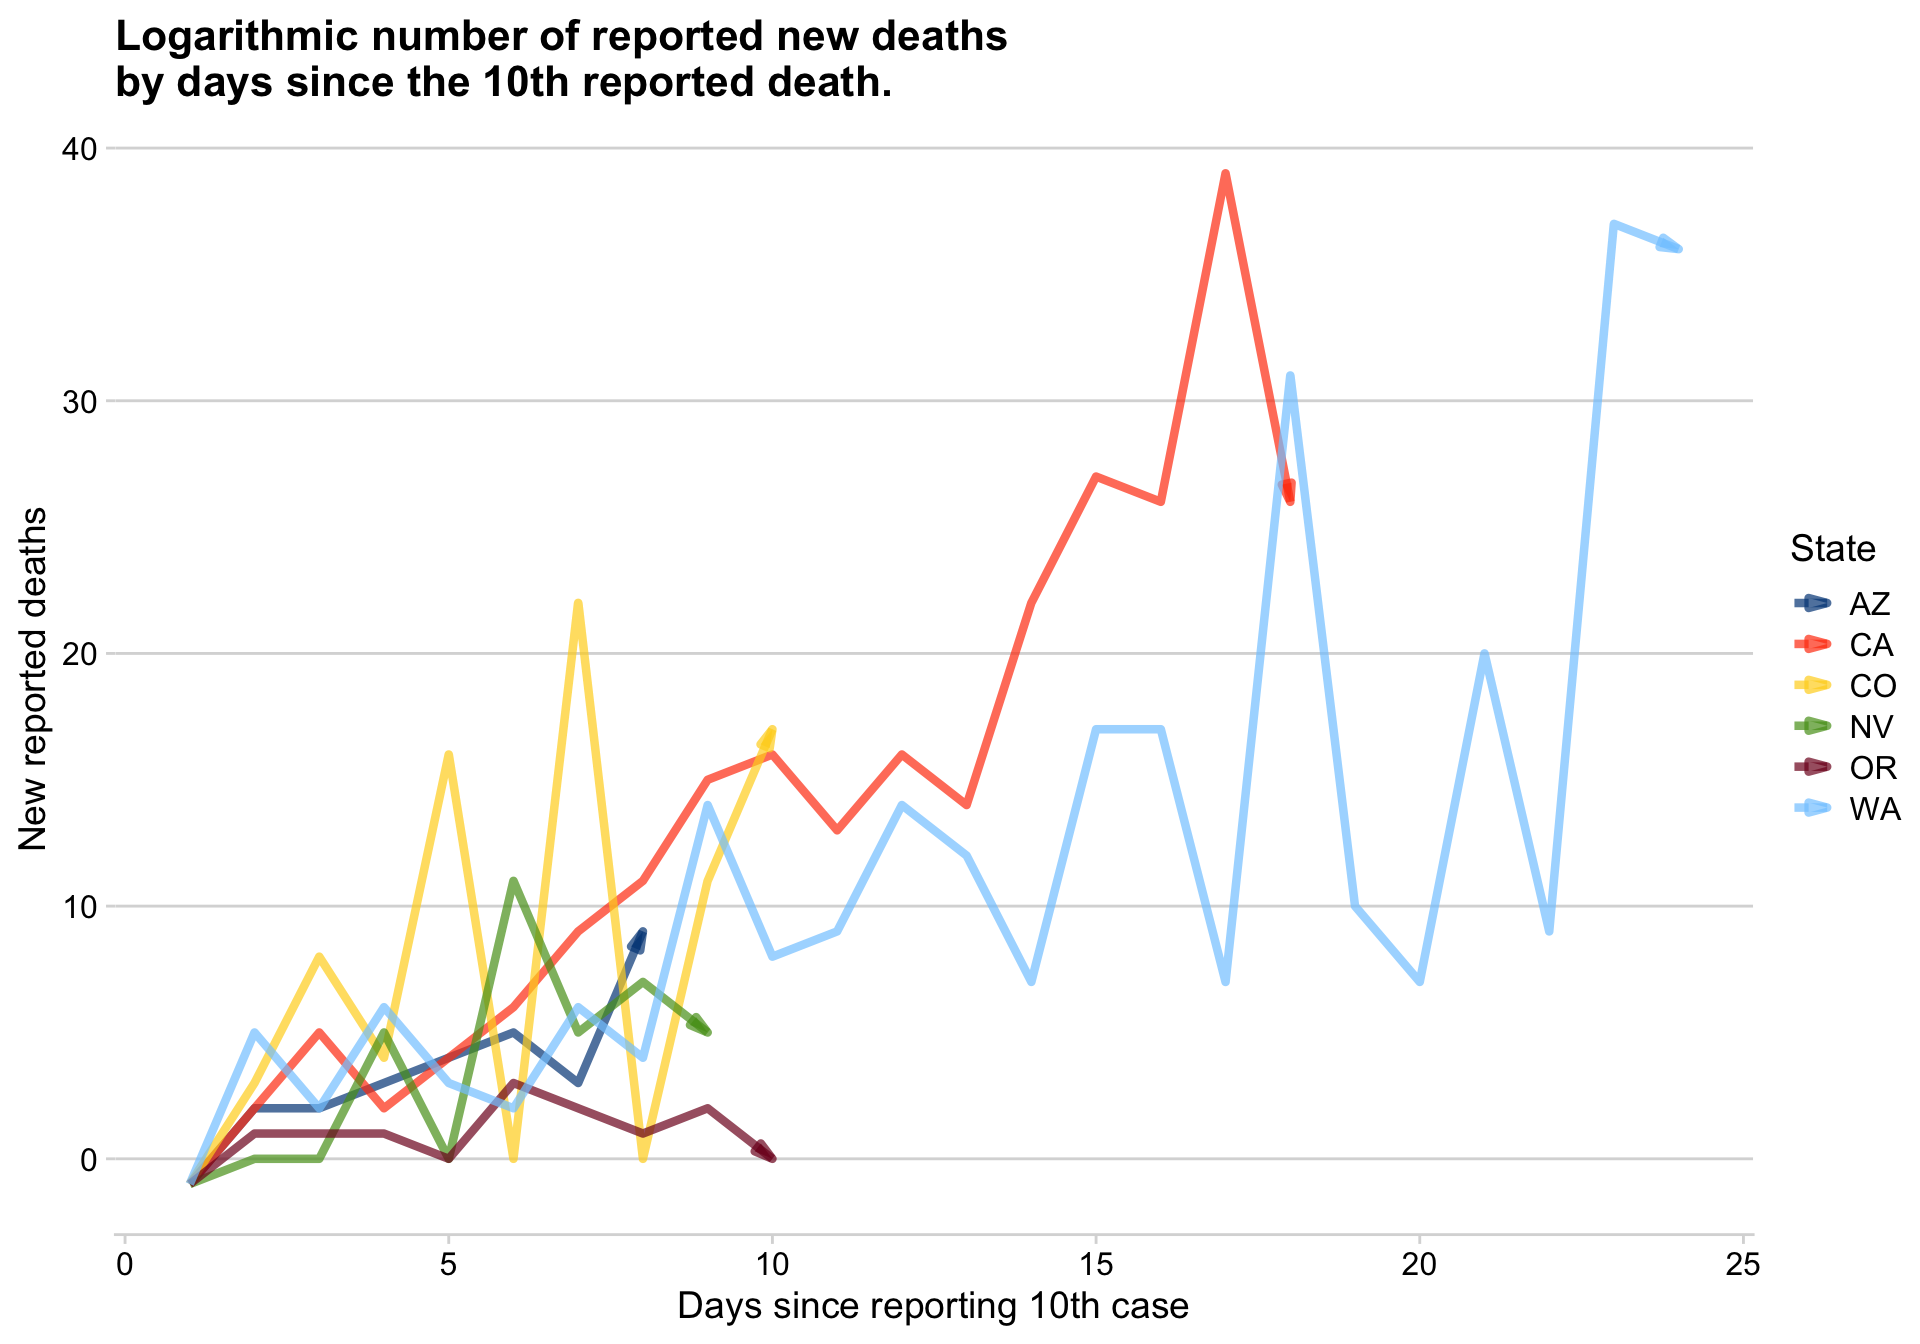 Logarithmic number of reported new deaths
by days since the 10th reported death.
40
30
20
10
0
New reported deaths
0 5 10 15 20 25
Days since reporting 10th case
State
AZ
CA
CO
NV
OR
WA